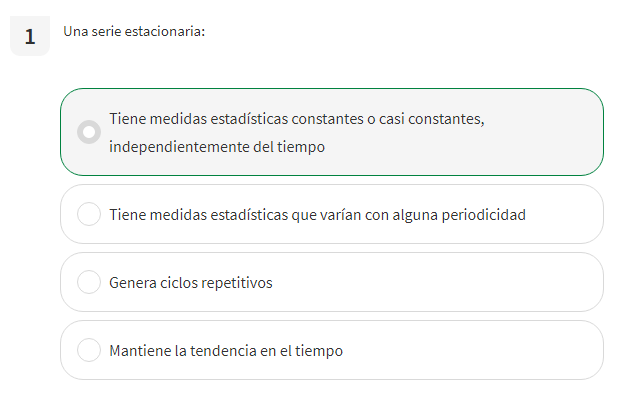 1
Una serie estacionaria:
Tiene medidas estadísticas constantes o casi constantes,
independientemente del tiempo
Tiene medidas estadísticas que varían con alguna periodicidad
Genera ciclos repetitivos
Mantiene la tendencia en el tiempo